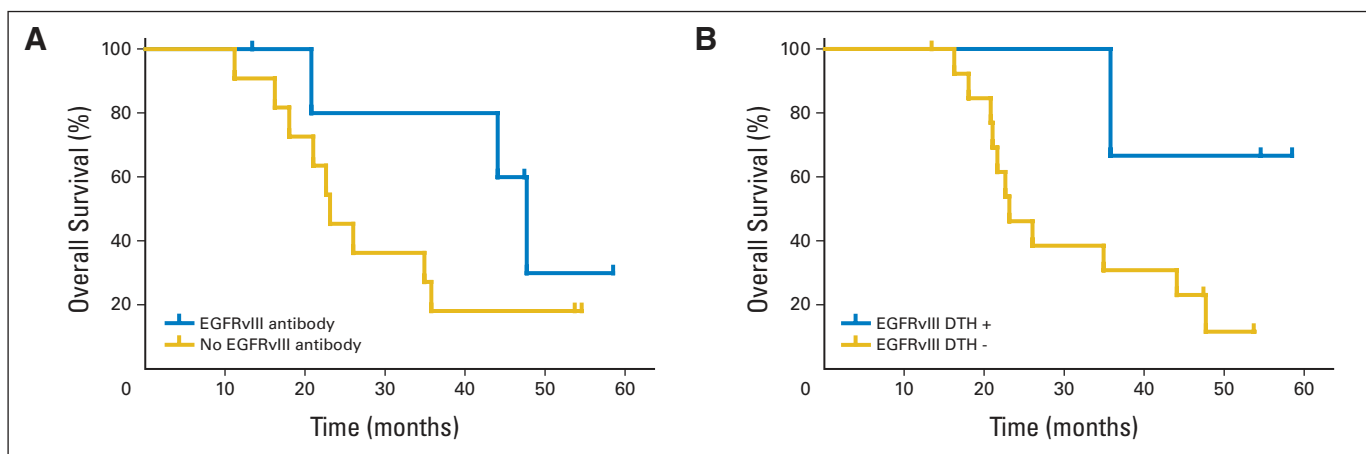 A
Overall Survival (%)
100
80
60
40
20
EGFRvIII antibody
No EGFRvIII antibody
0 10 20 30 40 50 60
Time (months)
B
Overall Survival (%)
100
80
60
40
20
EGFRvIII DTH +
EGFRvIII DTH -
0 10 20 30 40 50 60
Time (months)